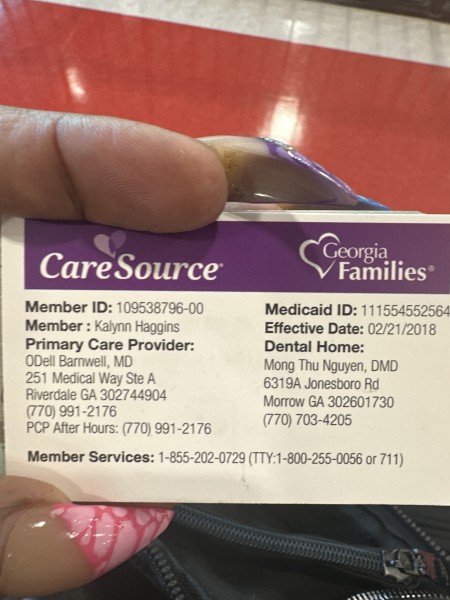 CareSource®
Georgia
Families®
Member ID: 109538796-00
Member : Kalynn Haggins
Primary Care Provider:
ODell Barnwell, MD
251 Medical Way Ste A
Riverdale GA 302744904
(770) 991-2176
PCP After Hours: (770) 991-2176
Medicaid ID: 111554552564
Effective Date: 02/21/2018
Dental Home:
Mong Thu Nguyen, DMD
6319A Jonesboro Rd
Morrow GA 302601730
(770) 703-4205
Member Services: 1-855-202-0729 (TTY:1-800-255-0056 or 711)